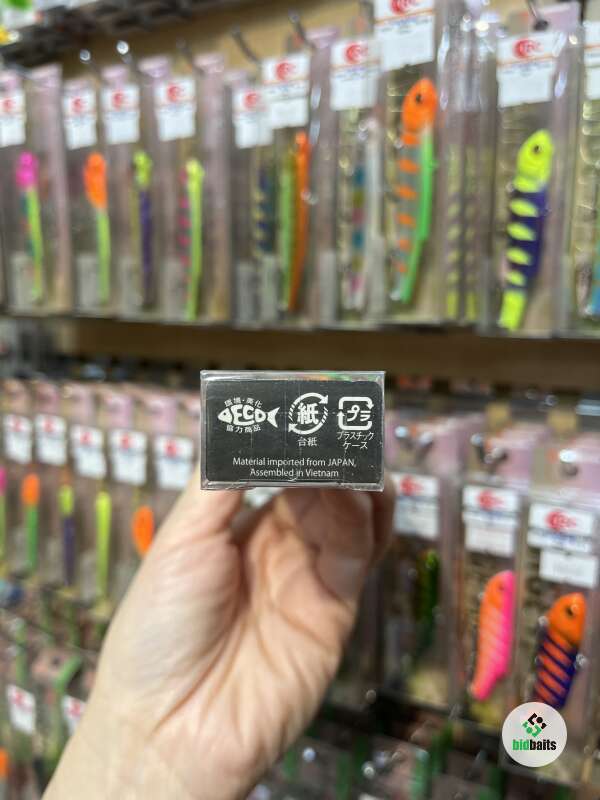 環境・美化
ECO
協力商品
紙
台紙
プラ
プラスチック
ケース
Material imported from JAPAN,
Assembled in Vietnam
bidbaits